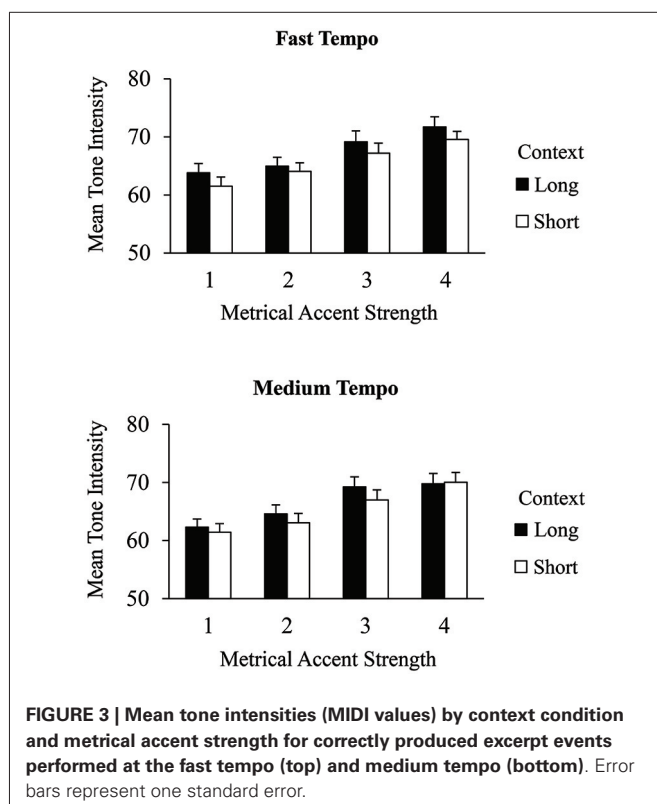 Fast Tempo
80
70
60
50
Mean Tone Intensity
1 2 3 4
Metrical Accent Strength
Context
Long
Short
Medium Tempo
80
70
60
50
Mean Tone Intensity
1 2 3 4
Metrical Accent Strength
Context
Long
Short
FIGURE 3 | Mean tone intensities (MIDI values) by context condition
and metrical accent strength for correctly produced excerpt events
performed at the fast tempo (top) and medium tempo (bottom). Error
bars represent one standard error.